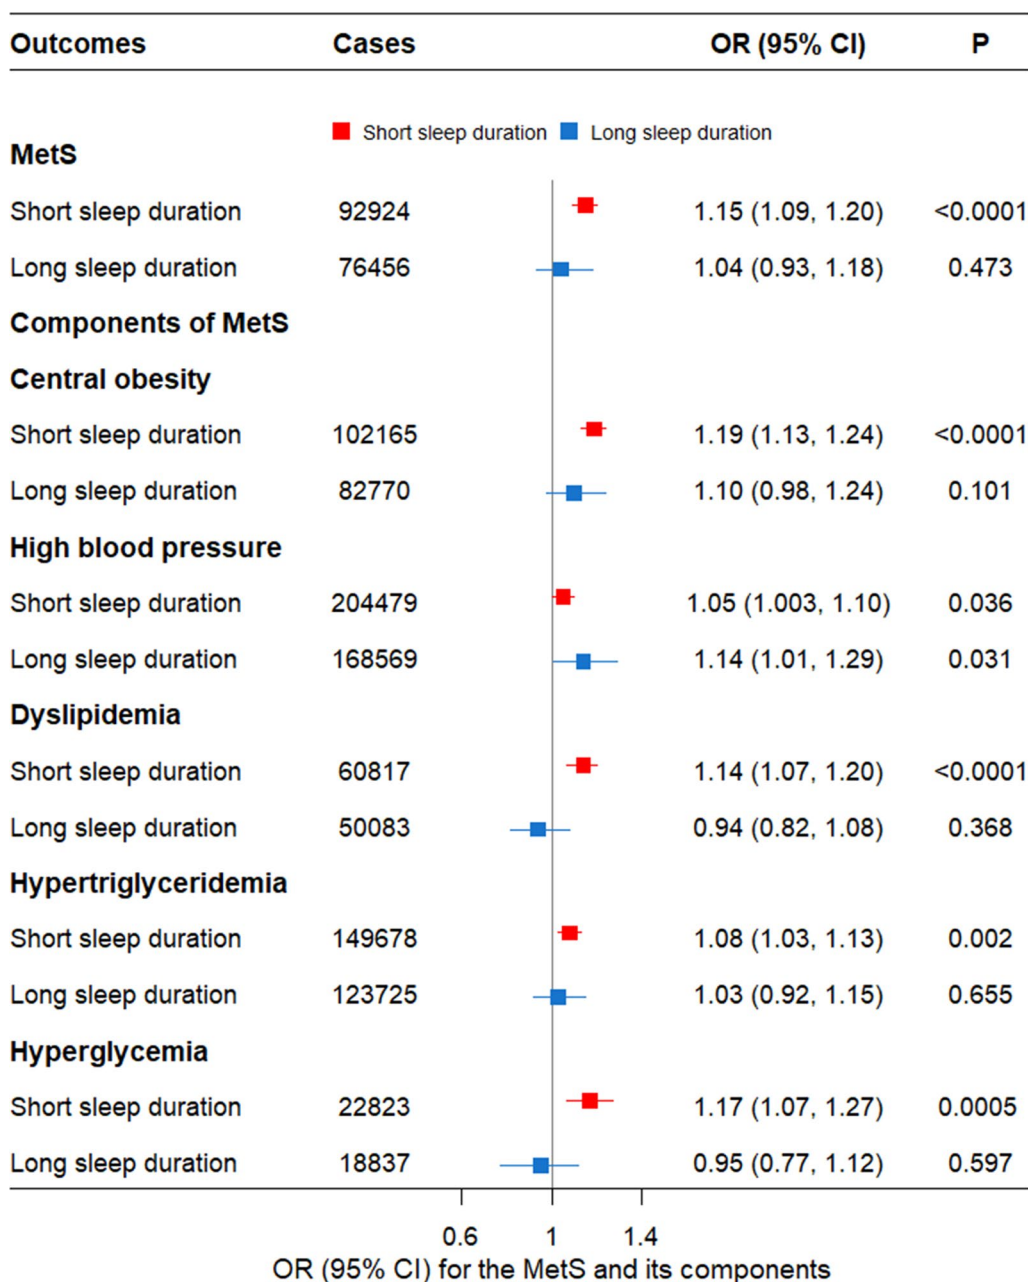 Outcomes Cases OR (95% CI) P
Short sleep duration Long sleep duration
MetS
Short sleep duration 92924 1.15 (1.09, 1.20) <0.0001
Long sleep duration 76456 1.04 (0.93, 1.18) 0.473
Components of MetS
Central obesity
Short sleep duration 102165 1.19 (1.13, 1.24) <0.0001
Long sleep duration 82770 1.10 (0.98, 1.24) 0.101
High blood pressure
Short sleep duration 204479 1.05 (1.003, 1.10) 0.036
Long sleep duration 168569 1.14 (1.01, 1.29) 0.031
Dyslipidemia
Short sleep duration 60817 1.14 (1.07, 1.20) <0.0001
Long sleep duration 50083 0.94 (0.82, 1.08) 0.368
Hypertriglyceridemia
Short sleep duration 149678 1.08 (1.03, 1.13) 0.002
Long sleep duration 123725 1.03 (0.92, 1.15) 0.655
Hyperglycemia
Short sleep duration 22823 1.17 (1.07, 1.27) 0.0005
Long sleep duration 18837 0.95 (0.77, 1.12) 0.597
0.6 1 1.4
OR (95% CI) for the MetS and its components